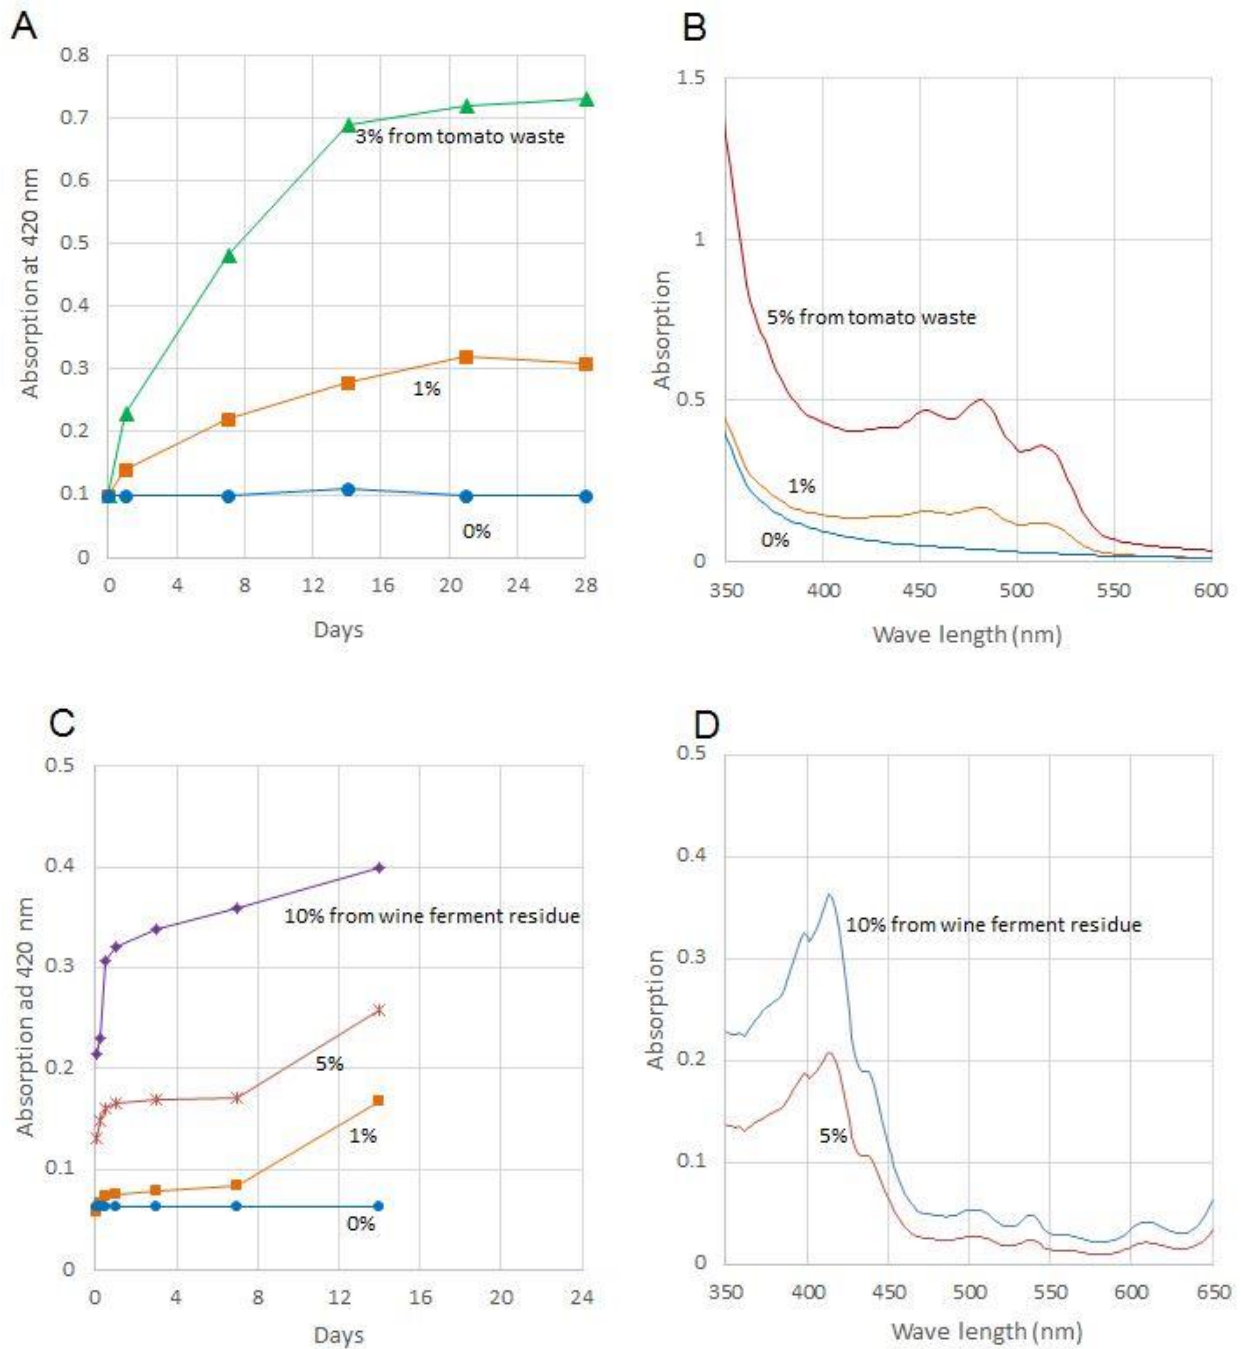 A
0.8
0.7
0.6
0.5
0.4
0.3
0.2
0.1
0
Absorption at 420 nm
3% from tomato waste
1%
0%
0 4 8 12 16 20 24 28
Days
B
1.5
1
0.5
0
Absorption
5% from tomato waste
1%
0%
350 400 450 500 550 600
Wave length (nm)
C
0.5
0.4
0.3
0.2
0.1
0
Absorption ad 420 nm
10% from wine ferment residue
5%
1%
0%
0 4 8 12 16 20 24
Days
D
0.5
0.4
0.3
0.2
0.1
0
Absorption
10% from wine ferment residue
5%
350 400 450 500 550 600 650
Wave length (nm)